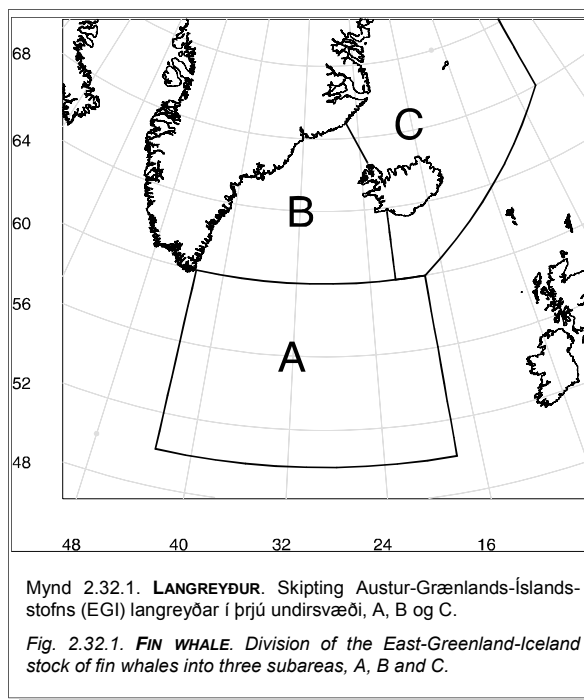 68
64
60
56
52
48
C
B
A
48 40 32 24 16
Mynd 2.32.1. LANGREYÐUR. Skipting Austur-Grænlands-Íslands-
stofns (EGI) langreyðar í þrjú undirsvæði, A, B og C.
Fig. 2.32.1. FIN WHALE. Division of the East-Greenland-Iceland
stock of fin whales into three subareas, A, B and C.